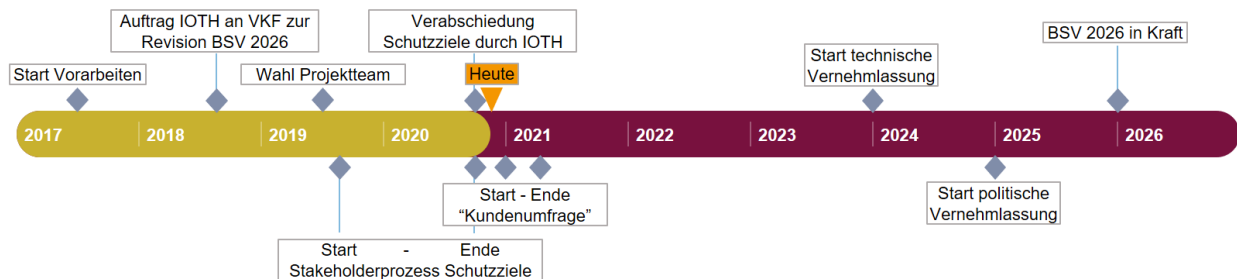 Auftrag IOTH an VKF zur
Revision BSV 2026
Verabschiedung
Schutzziele durch IOTH
BSV 2026 in Kraft
Start Vorarbeiten
Wahl Projektteam
Heute
Start technische
Vernehmlassung
2017 2018 2019 2020 2021 2022 2023 2024 2025 2026
Start - Ende
“Kundenumfrage”
Start politische
Vernehmlassung
Start - Ende
Stakeholderprozess Schutzziele